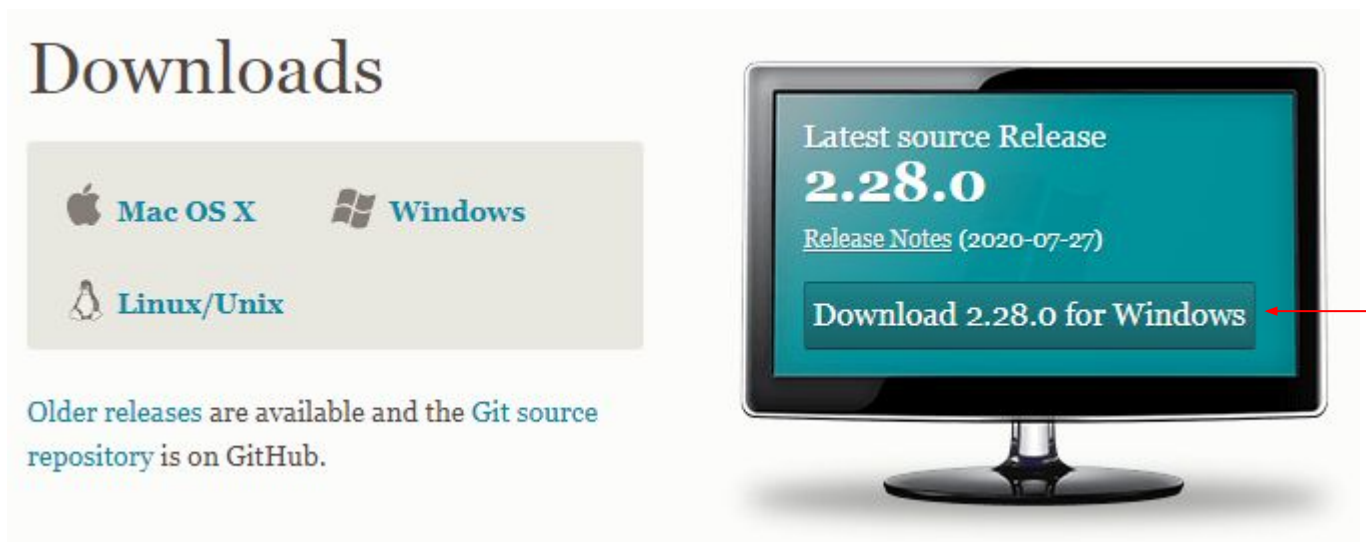 Downloads
Mac OS X
Windows
Linux/Unix
Older releases are available and the Git source
repository is on GitHub.
Latest source Release
2.28.0
Release Notes (2020-07-27)
Download 2.28.0 for Windows